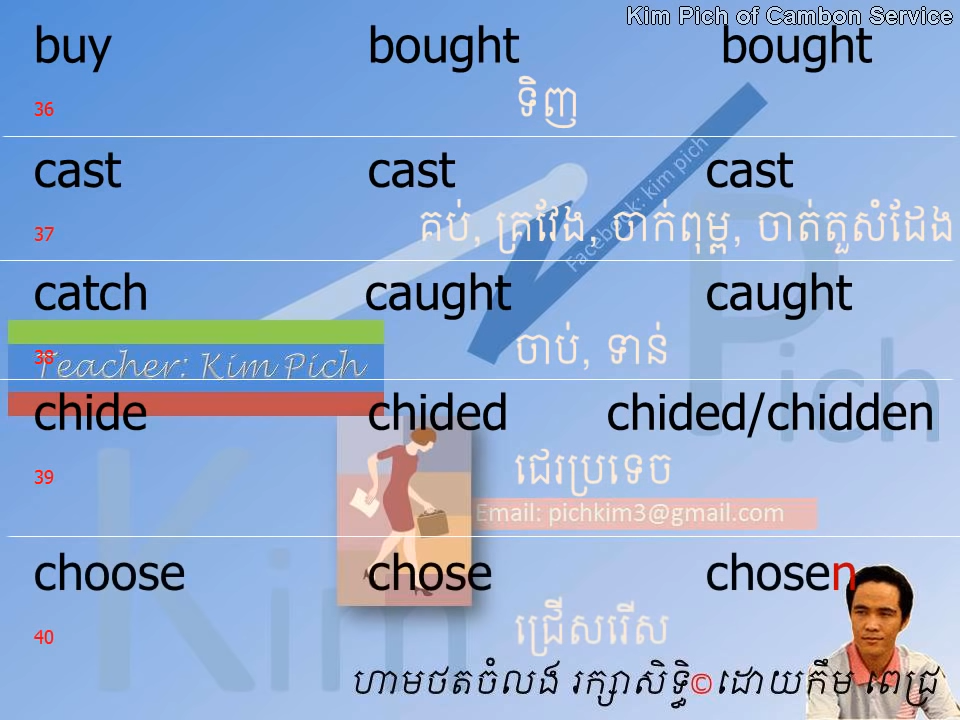 Kim Pich of Cambon Service
buy bought bought
36 ទិញ
cast cast cast
37 គប់, គ្រវែង, ចាក់ពុម្ព, ចាត់តួសំដែង
Facebook: kim pich
catch caught caught
38 ចាប់, ទាន់
Teacher: Kim Pich
chide chided chided/chidden
39 ជេរប្រទេច
Email: pichkim3@gmail.com
choose chose chosen
40 ជ្រើសរើស
Kim Pich
ហាមថតចំលង រក្សាសិទ្ធិ©ដោយកឹម ពេជ្រ